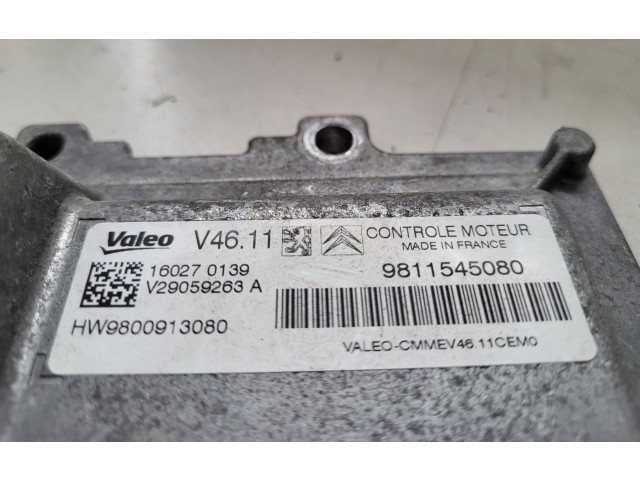 Valeo V46.11 CONTROLE MOTEUR
MADE IN FRANCE
16027 0139
V29059263 A
9811545080
HW9800913080
VALEO-CMMEV46.11CEM0